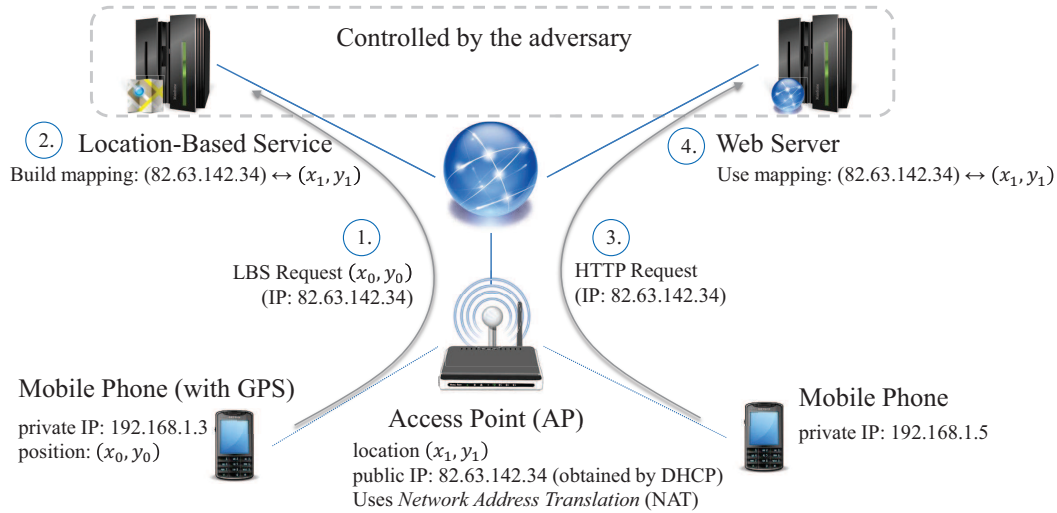 Controlled by the adversary
2. Location-Based Service
Build mapping: (82.63.142.34) ↔ (x₁, y₁)
4. Web Server
Use mapping: (82.63.142.34) ↔ (x₁, y₁)
1.
LBS Request (x₀, y₀)
(IP: 82.63.142.34)
3.
HTTP Request
(IP: 82.63.142.34)
Mobile Phone (with GPS)
private IP: 192.168.1.3
position: (x₀, y₀)
Access Point (AP)
location (x₁, y₁)
public IP: 82.63.142.34 (obtained by DHCP)
Uses Network Address Translation (NAT)
Mobile Phone
private IP: 192.168.1.5